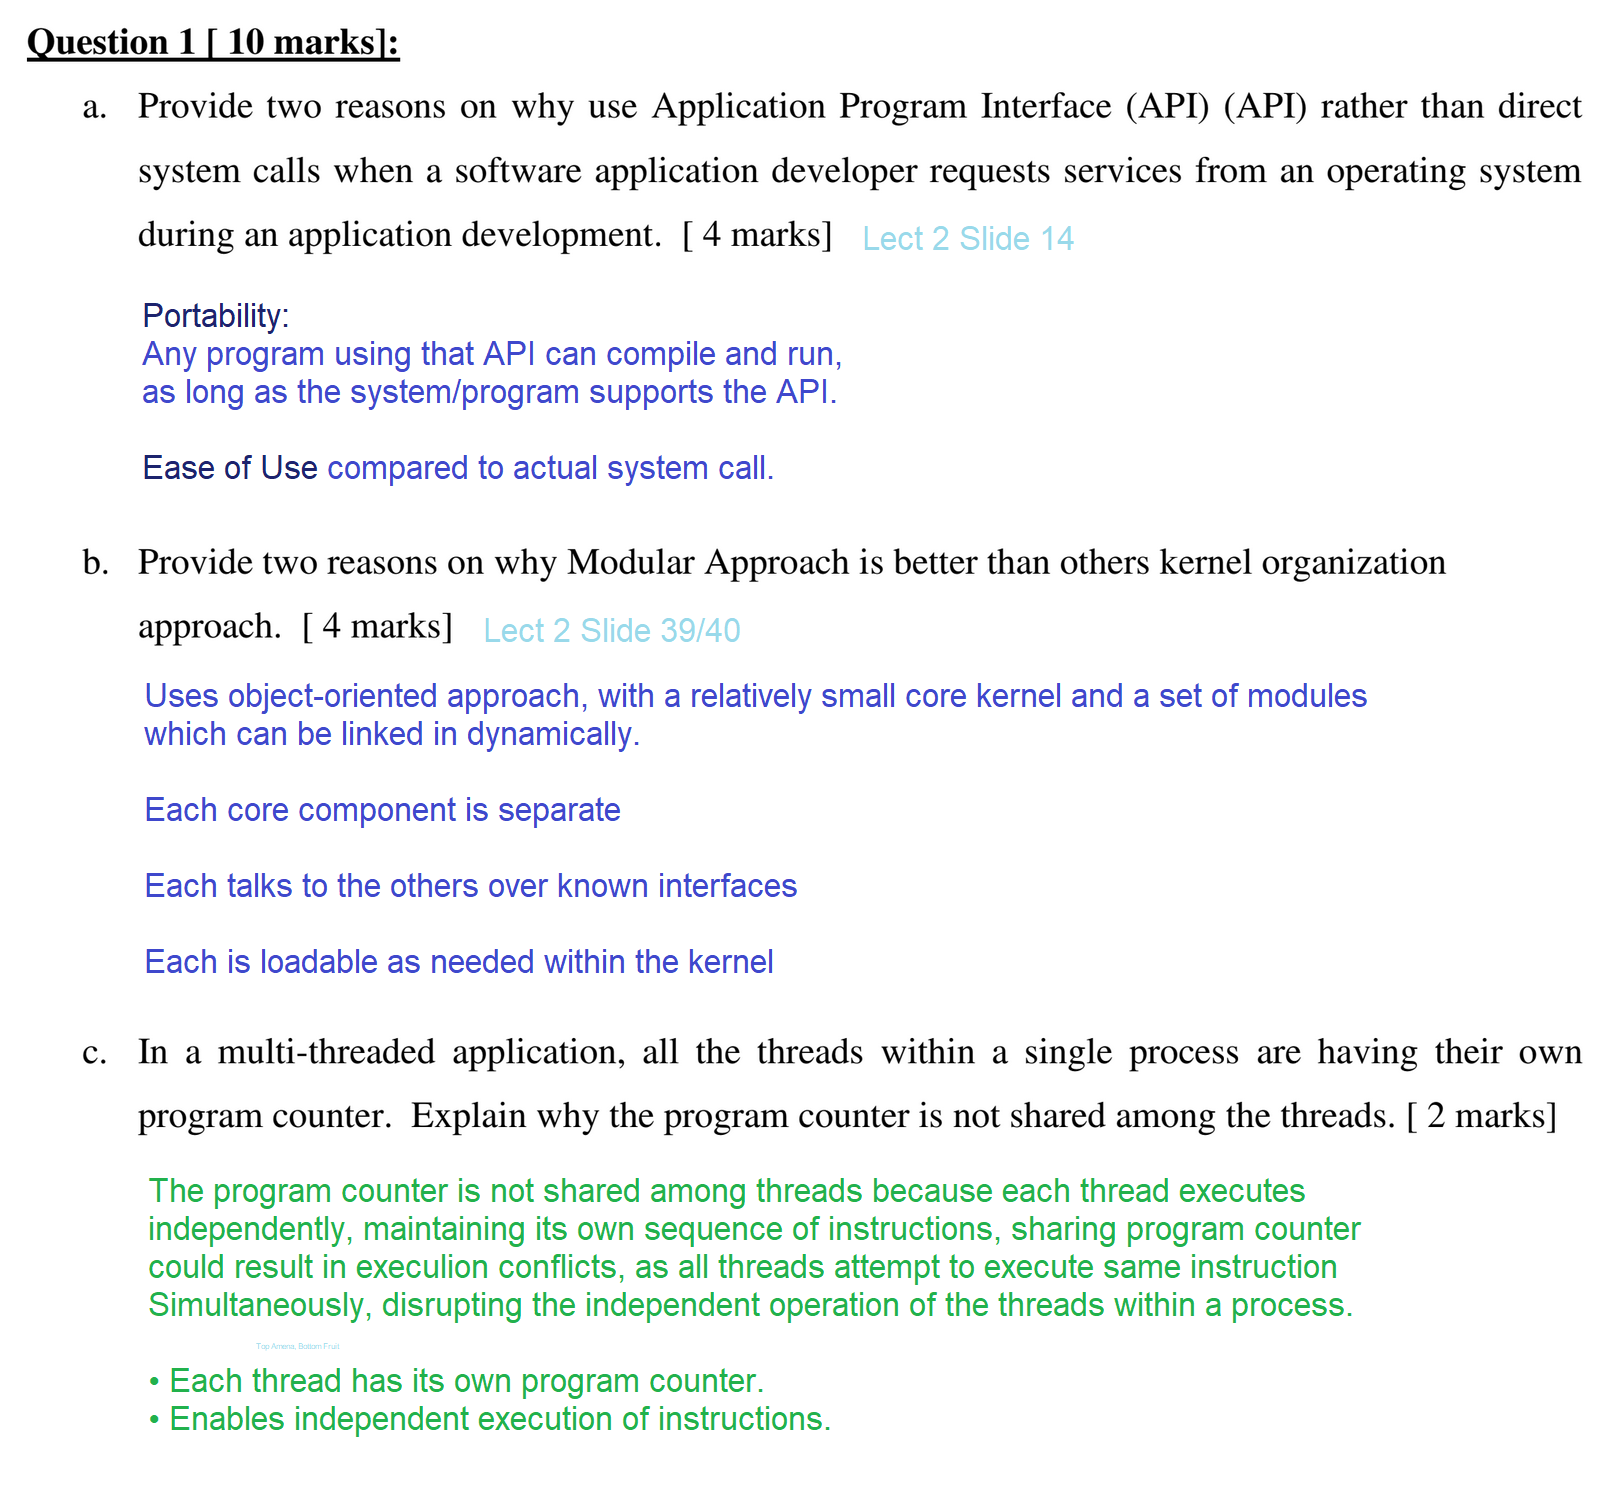 Question 1 [ 10 marks]:
a. Provide two reasons on why use Application Program Interface (API) (API) rather than direct
system calls when a software application developer requests services from an operating system
during an application development. [ 4 marks] Lect 2 Slide 14
Portability:
Any program using that API can compile and run,
as long as the system/program supports the API.
Ease of Use compared to actual system call.
b. Provide two reasons on why Modular Approach is better than others kernel organization
approach. [ 4 marks] Lect 2 Slide 39/40
Uses object-oriented approach, with a relatively small core kernel and a set of modules
which can be linked in dynamically.
Each core component is separate
Each talks to the others over known interfaces
Each is loadable as needed within the kernel
c. In a multi-threaded application, all the threads within a single process are having their own
program counter. Explain why the program counter is not shared among the threads. [ 2 marks]
The program counter is not shared among threads because each thread executes
independently, maintaining its own sequence of instructions, sharing program counter
could result in execulion conflicts, as all threads attempt to execute same instruction
Simultaneously, disrupting the independent operation of the threads within a process.
Top Amena, Bottom Fruit
• Each thread has its own program counter.
• Enables independent execution of instructions.